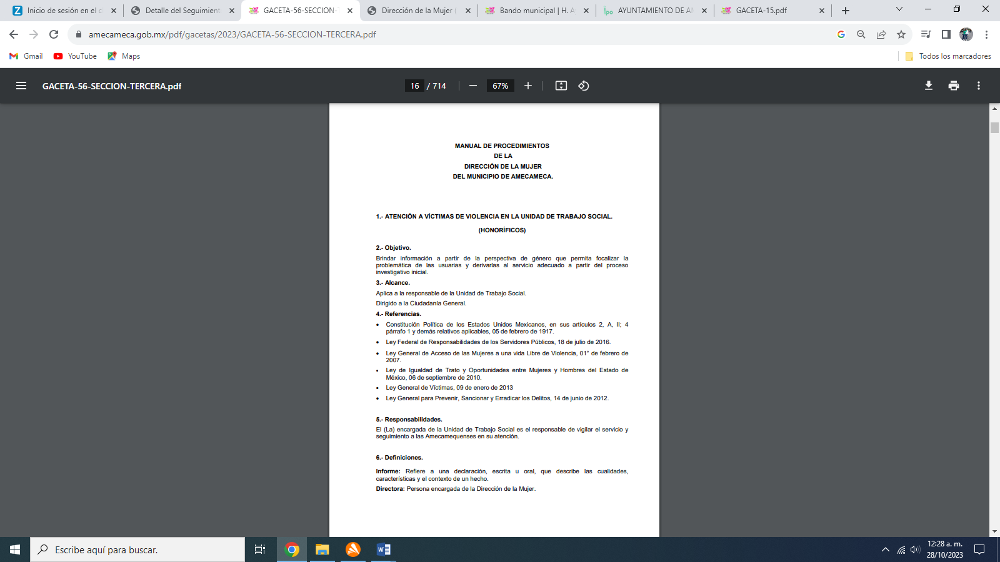 Inicio de sesión en el c
Detalle del Seguimient
GACETA-56-SECCION-T
Dirección de la Mujer (
Bando municipal | H. A
AYUNTAMIENTO DE AM
GACETA-15.pdf
amecameca.gob.mx/pdf/gacetas/2023/GACETA-56-SECCION-TERCERA.pdf
Gmail
YouTube
Maps
Todos los marcadores
GACETA-56-SECCION-TERCERA.pdf
16 / 714
67%
MANUAL DE PROCEDIMIENTOS
DE LA
DIRECCIÓN DE LA MUJER
DEL MUNICIPIO DE AMECAMECA.
1.- ATENCIÓN A VÍCTIMAS DE VIOLENCIA EN LA UNIDAD DE TRABAJO SOCIAL.
(HONORÍFICOS)
2.- Objetivo.
Brindar información a partir de la perspectiva de género que permita focalizar la
problemática de las usuarias y derivarlas al servicio adecuado a partir del proceso
investigativo inicial.
3.- Alcance.
Aplica a la responsable de la Unidad de Trabajo Social.
Dirigido a la Ciudadanía General.
4.- Referencias.
• Constitución Política de los Estados Unidos Mexicanos, en sus artículos 2, A, II; 4
párrafo 1 y demás relativos aplicables, 05 de febrero de 1917.
• Ley Federal de Responsabilidades de los Servidores Públicos, 18 de julio de 2016.
• Ley General de Acceso de las Mujeres a una vida Libre de Violencia, 01° de febrero de
2007.
• Ley de Igualdad de Trato y Oportunidades entre Mujeres y Hombres del Estado de
México, 06 de septiembre de 2010.
• Ley General de Víctimas, 09 de enero de 2013
• Ley General para Prevenir, Sancionar y Erradicar los Delitos, 14 de junio de 2012.
5.- Responsabilidades.
El (La) encargada de la Unidad de Trabajo Social es el responsable de vigilar el servicio y
seguimiento a las Amecamequenses en su atención.
6.- Definiciones.
Informe: Refiere a una declaración, escrita u oral, que describe las cualidades,
características y el contexto de un hecho.
Directora: Persona encargada de la Dirección de la Mujer.
Escribe aquí para buscar.
12:28 a. m.
28/10/2023